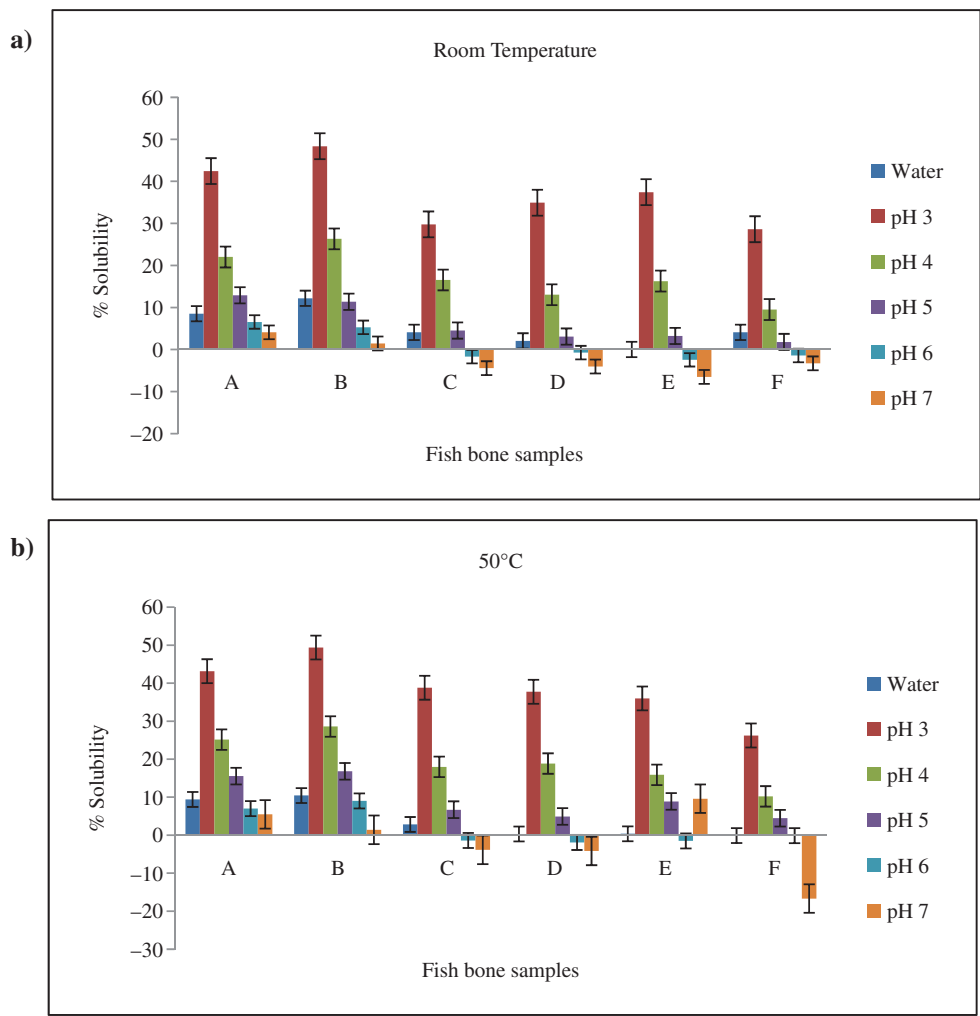 a)
Room Temperature
% Solubility
60
50
40
30
20
10
0
−10
−20
A B C D E F
Fish bone samples
Water
pH 3
pH 4
pH 5
pH 6
pH 7
b)
50°C
% Solubility
60
50
40
30
20
10
0
−10
−20
−30
A B C D E F
Fish bone samples
Water
pH 3
pH 4
pH 5
pH 6
pH 7